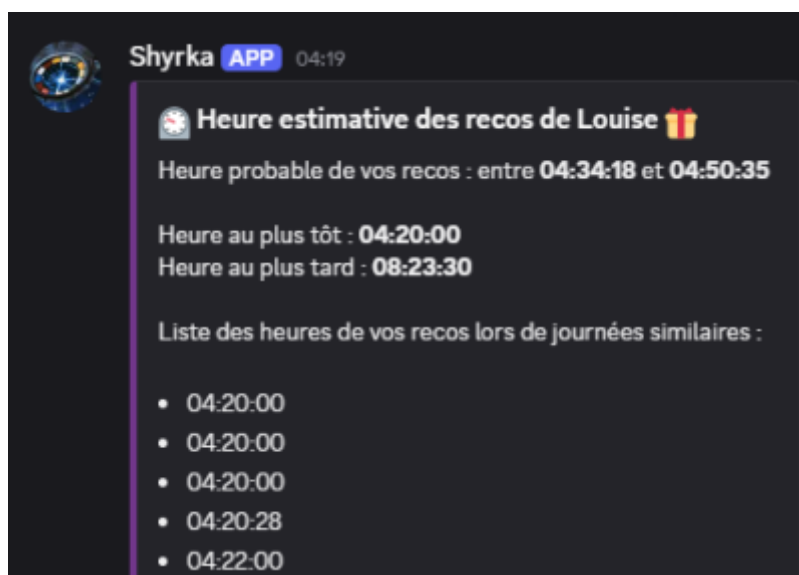 Shyrka APP 04:19
Heure estimative des recos de Louise
Heure probable de vos recos : entre 04:34:18 et 04:50:35
Heure au plus tôt : 04:20:00
Heure au plus tard : 08:23:30
Liste des heures de vos recos lors de journées similaires :
• 04:20:00
• 04:20:00
• 04:20:00
• 04:20:28
• 04:22:00